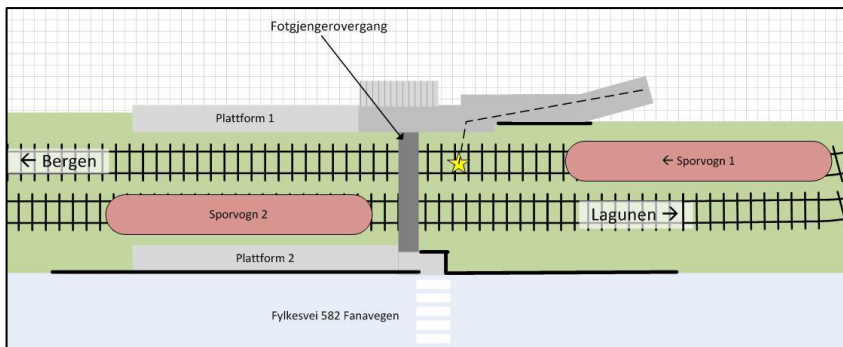 Fotgjengerovergang
Plattform 1
← Bergen
← Sporvogn 1
Sporvogn 2
Lagunen →
Plattform 2
Fylkesvei 582 Fanavegen